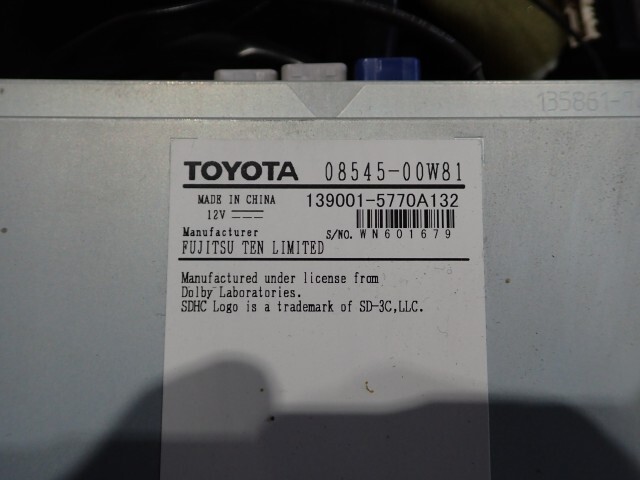 135861-
TOYOTA 08545-00W81
MADE IN CHINA 139001-5770A132
12V
Manufacturer S/NO. WN601679
FUJITSU TEN LIMITED
Manufactured under license from
Dolby Laboratories.
SDHC Logo is a trademark of SD-3C,LLC.